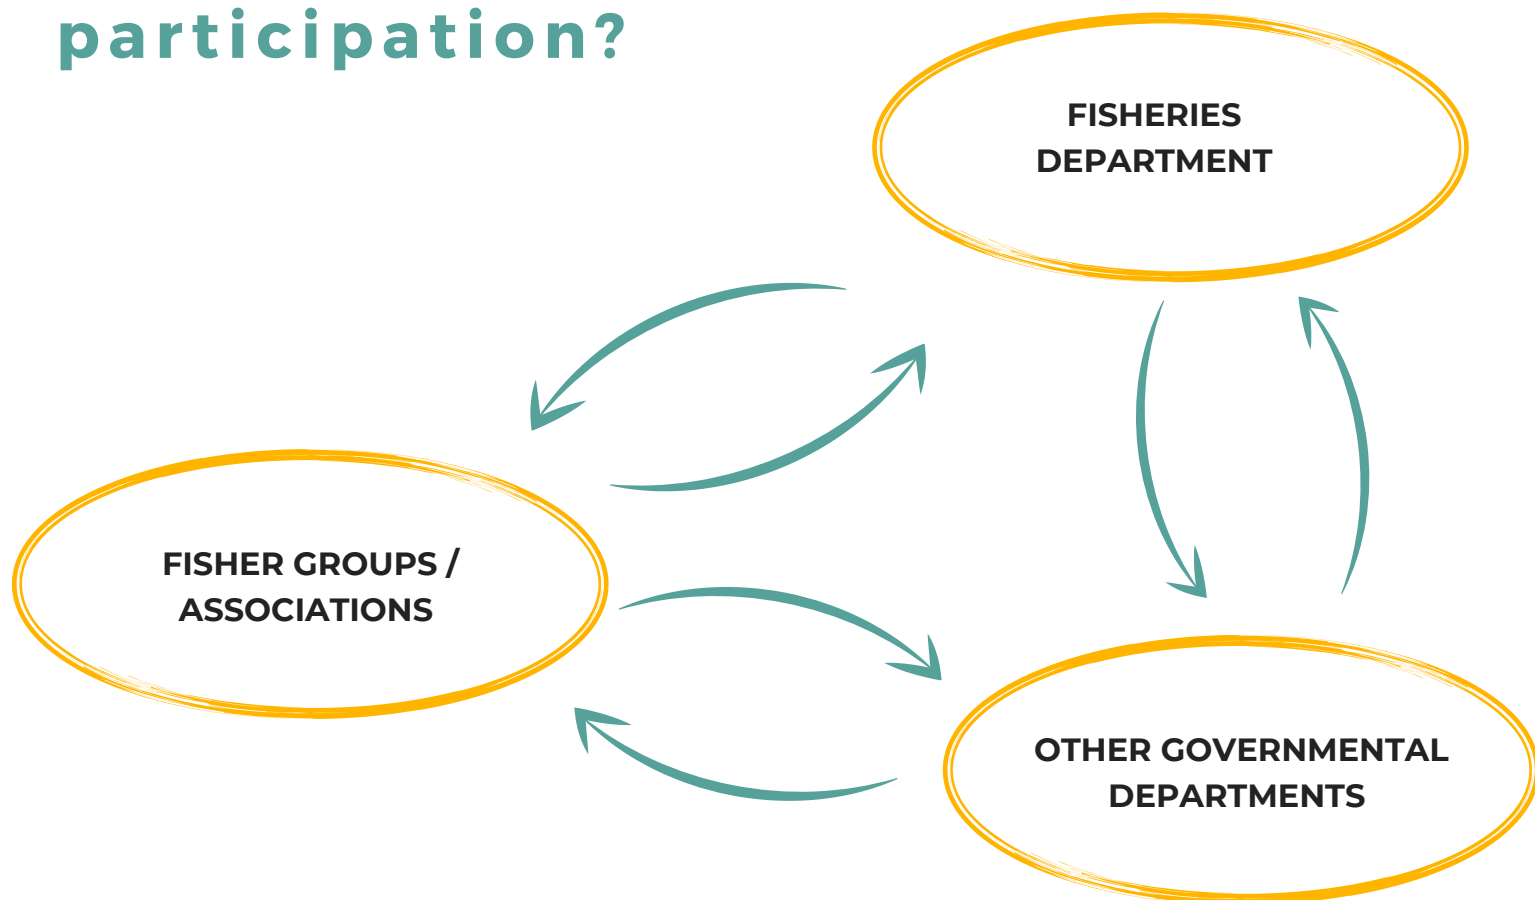 participation?
FISHERIES
DEPARTMENT
FISHER GROUPS /
ASSOCIATIONS
OTHER GOVERNMENTAL
DEPARTMENTS